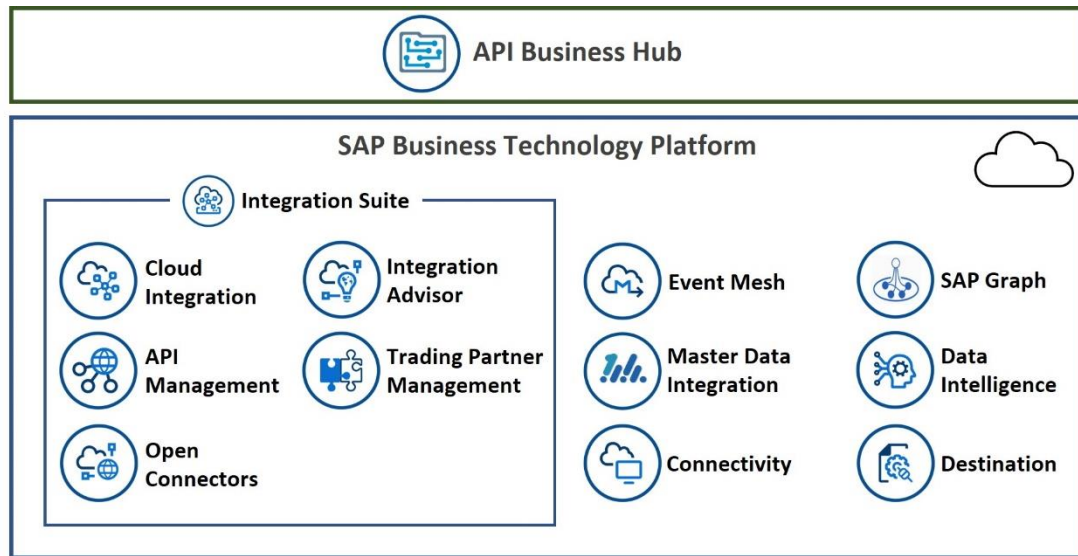 API Business Hub
SAP Business Technology Platform
Integration Suite
Cloud
Integration
Integration
Advisor
Event Mesh
SAP Graph
API
Management
Trading Partner
Management
Master Data
Integration
Data
Intelligence
Open
Connectors
Connectivity
Destination